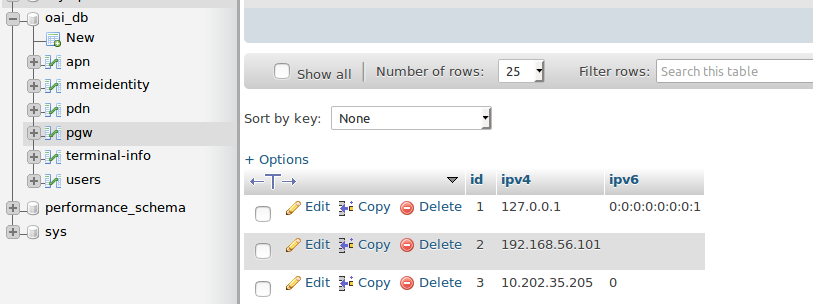 oai_db
New
apn
mmeidentity
pdn
pgw
terminal-info
users
performance_schema
sys
Show all Number of rows: 25 Filter rows: Search this table
Sort by key: None
+ Options
←T→ id ipv4 ipv6
Edit Copy Delete 1 127.0.0.1 0:0:0:0:0:0:0:1
Edit Copy Delete 2 192.168.56.101
Edit Copy Delete 3 10.202.35.205 0